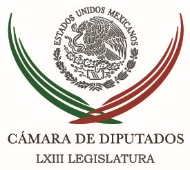 ESTADOS UNIDOS MEXICANOS
CÁMARA DE DIPUTADOS
LXIII LEGISLATURA